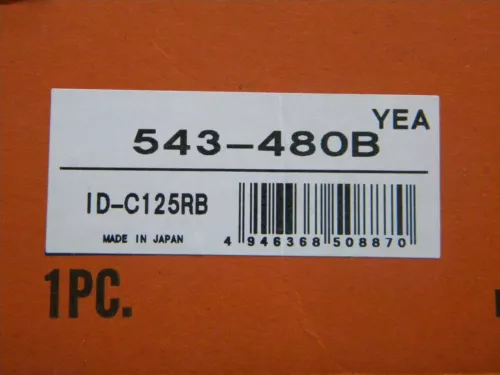 YEA
543-480B
ID-C125RB
MADE IN JAPAN
4 946368 508870
1PC.